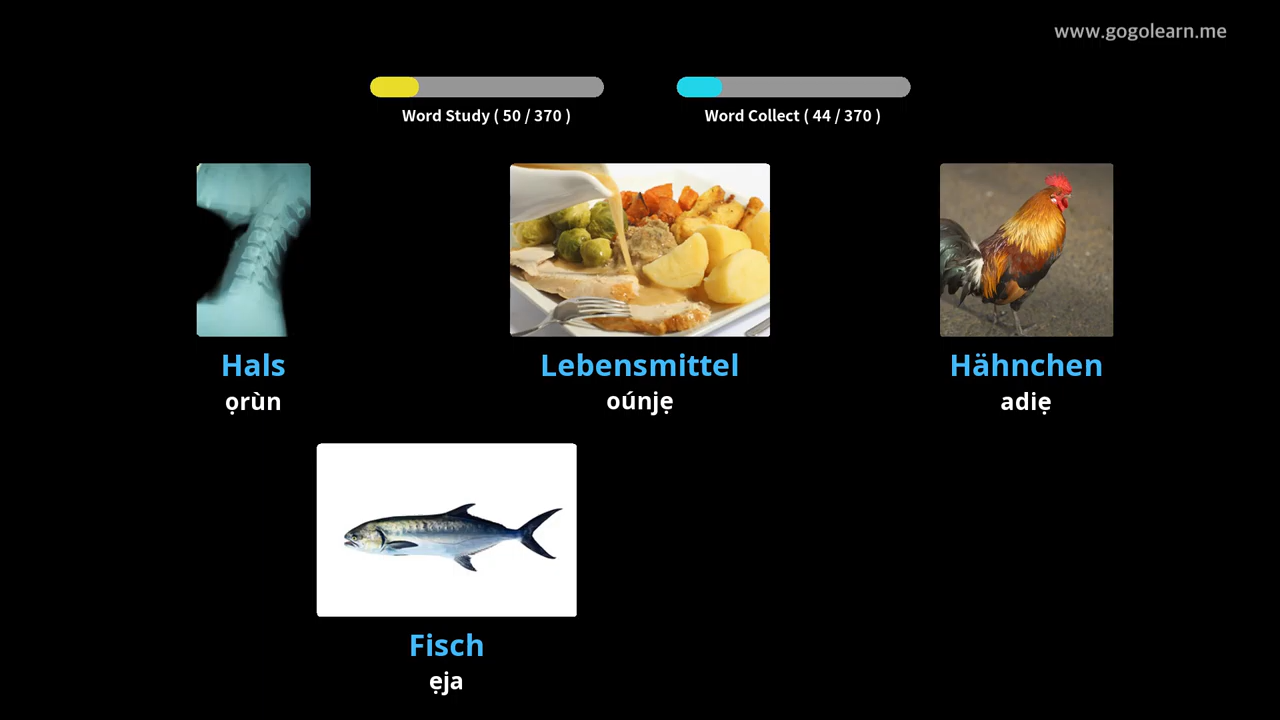 www.gogolearn.me
Word Study ( 50 / 370 )
Word Collect ( 44 / 370 )
Hals
ọrùn
Lebensmittel
oúnjẹ
Hähnchen
adiẹ
Fisch
ẹja